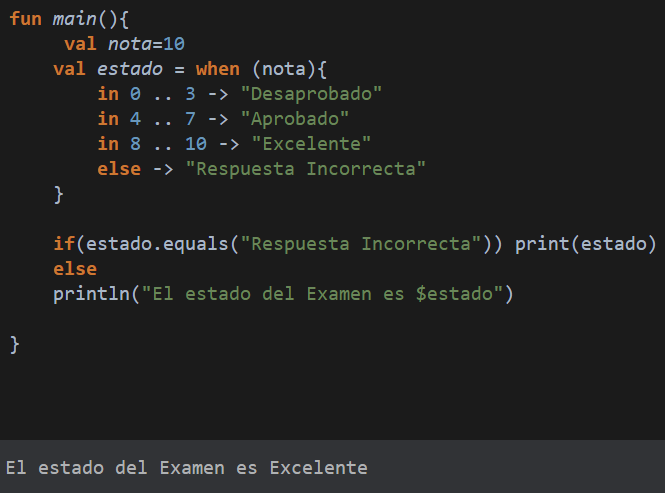 fun main(){
     val nota=10
    val estado = when (nota){
        in 0 .. 3 -> "Desaprobado"
        in 4 .. 7 -> "Aprobado"
        in 8 .. 10 -> "Excelente"
        else -> "Respuesta Incorrecta"
    }
    if(estado.equals("Respuesta Incorrecta")) print(estado)
    else
    println("El estado del Examen es $estado")
}
El estado del Examen es Excelente